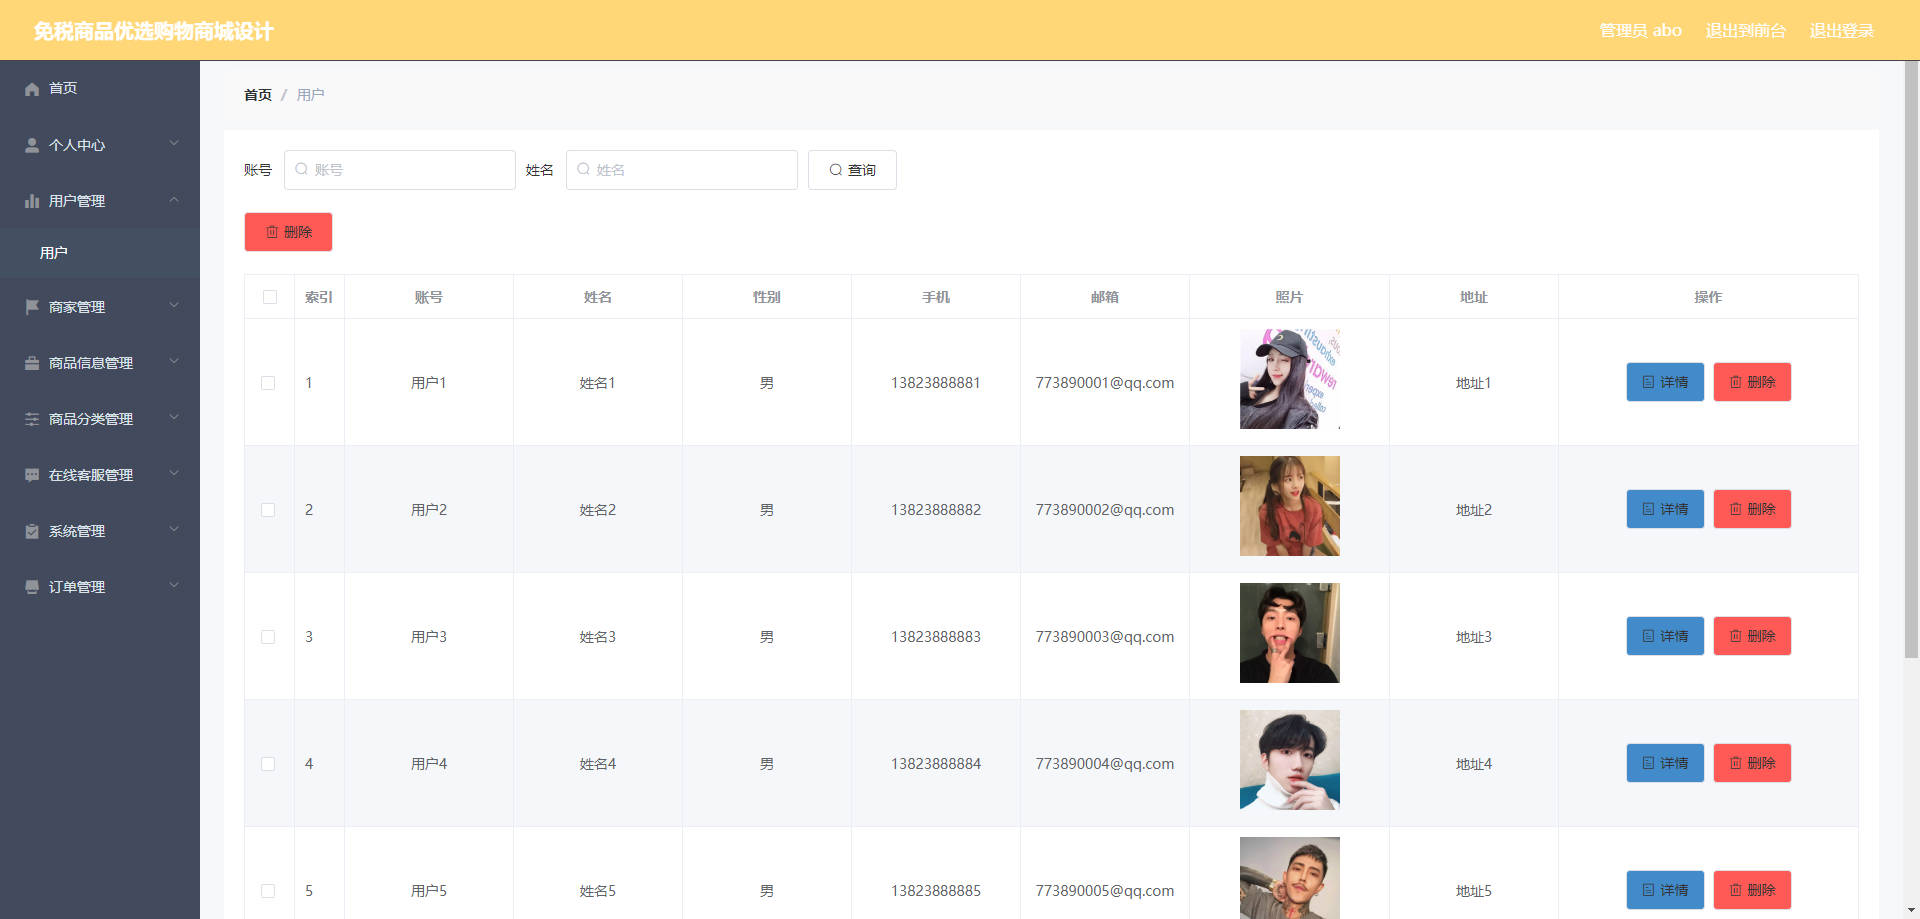 免税商品优选购物商城设计
管理员 abo 退出到前台 退出登录
首页
个人中心
用户管理
用户
商家管理
商品信息管理
商品分类管理
在线客服管理
系统管理
订单管理
首页 / 用户
账号 账号 姓名 姓名 查询
删除
索引 账号 姓名 性别 手机 邮箱 照片 地址 操作
1 用户1 姓名1 男 13823888881 773890001@qq.com 地址1 详情 删除
2 用户2 姓名2 男 13823888882 773890002@qq.com 地址2 详情 删除
3 用户3 姓名3 男 13823888883 773890003@qq.com 地址3 详情 删除
4 用户4 姓名4 男 13823888884 773890004@qq.com 地址4 详情 删除
5 用户5 姓名5 男 13823888885 773890005@qq.com 地址5 详情 删除